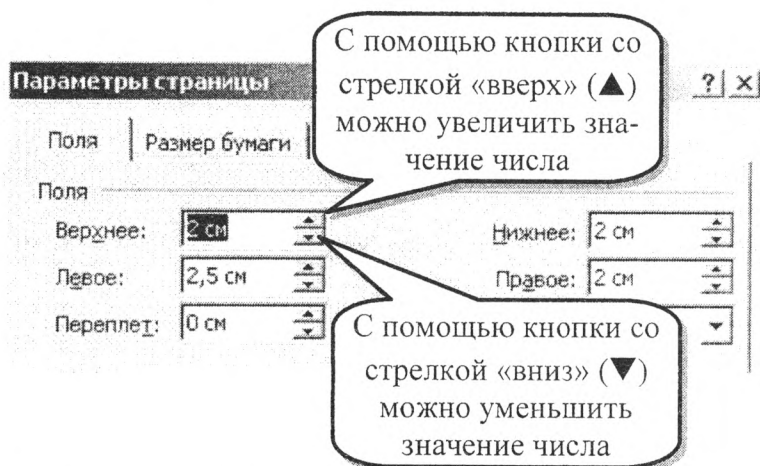 С помощью кнопки со
стрелкой «вверх» (▲)
можно увеличить зна-
чение числа
Параметры страницы
? ×
Поля Размер бумаги
Поля
Верхнее: 2 см Нижнее: 2 см
Левое: 2,5 см Правое: 2 см
Переплет: 0 см
С помощью кнопки со
стрелкой «вниз» (▼)
можно уменьшить
значение числа